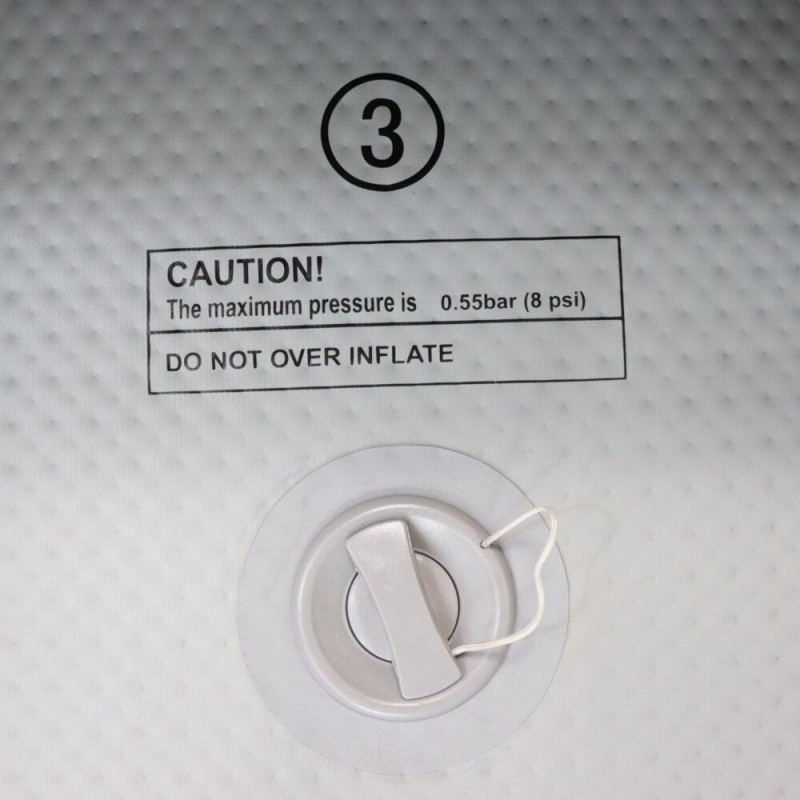 3
CAUTION!
The maximum pressure is 0.55bar (8 psi)
DO NOT OVER INFLATE